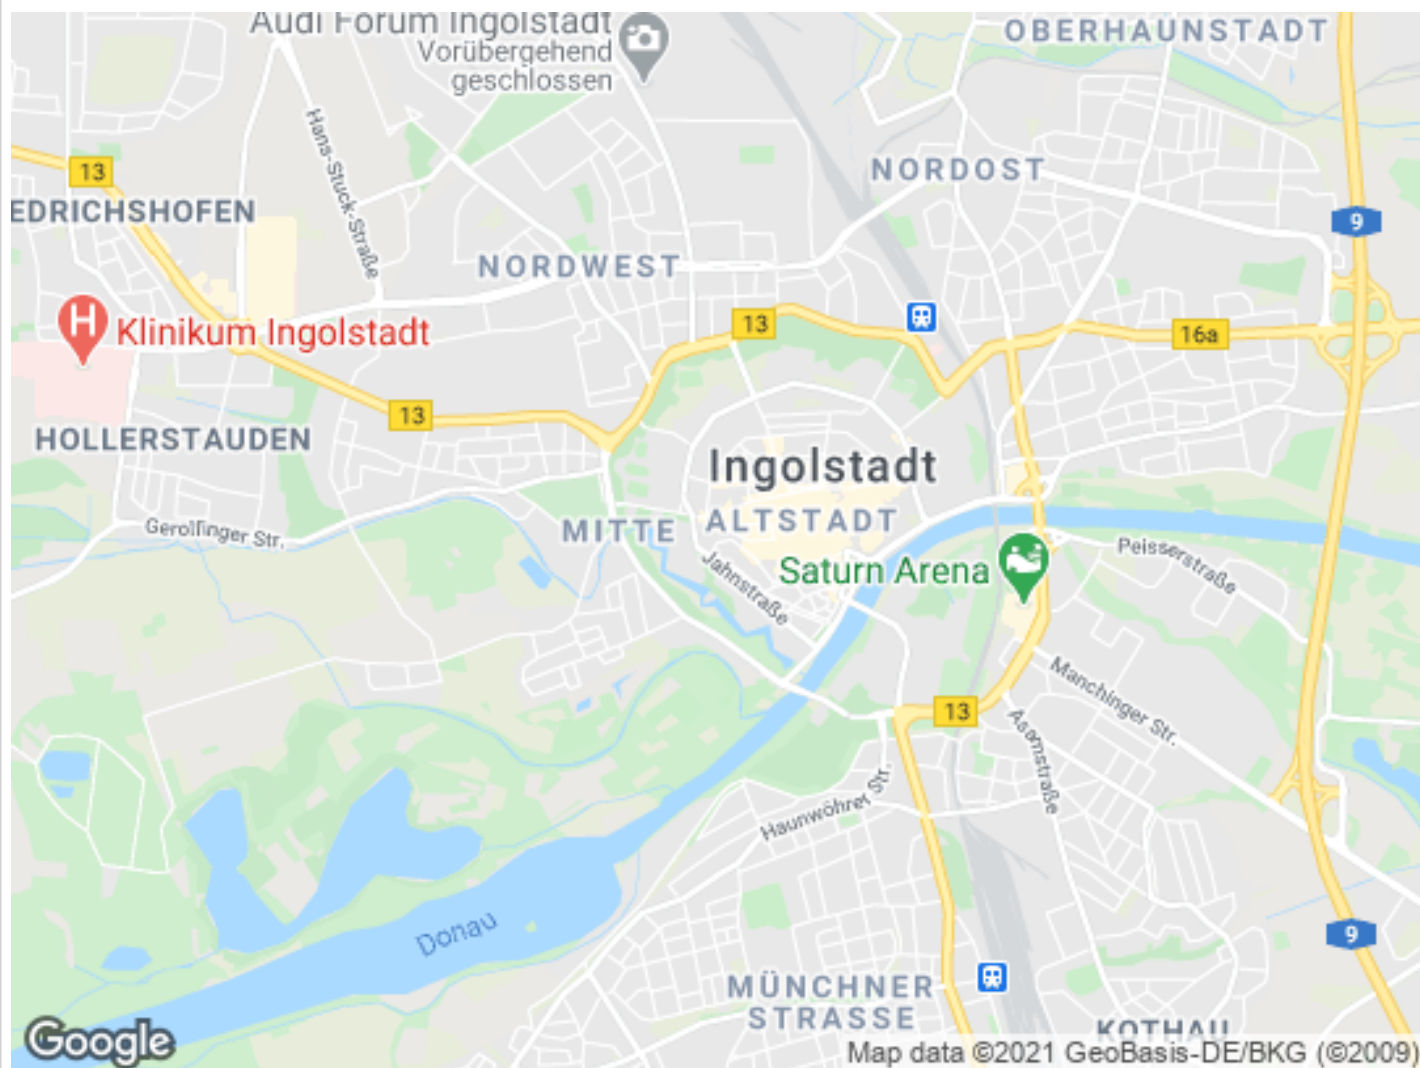 Audi Forum Ingolstadt
Vorübergehend
geschlossen
OBERHAUNSTADT
Hans-Stuck-Straße
13
NORDOST
EDRICHSHOFEN
9
NORDWEST
H
Klinikum Ingolstadt
13
16a
13
HOLLERSTAUDEN
Ingolstadt
ALTSTADT
MITTE
Gerolfinger Str.
Jahnstraße
Saturn Arena
Peisserstraße
Manchinger Str.
13
Asamstraße
Haunwöhrer Str.
Donau
9
MÜNCHNER
STRASSE
KOTHAU
Google
Map data ©2021 GeoBasis-DE/BKG (©2009)